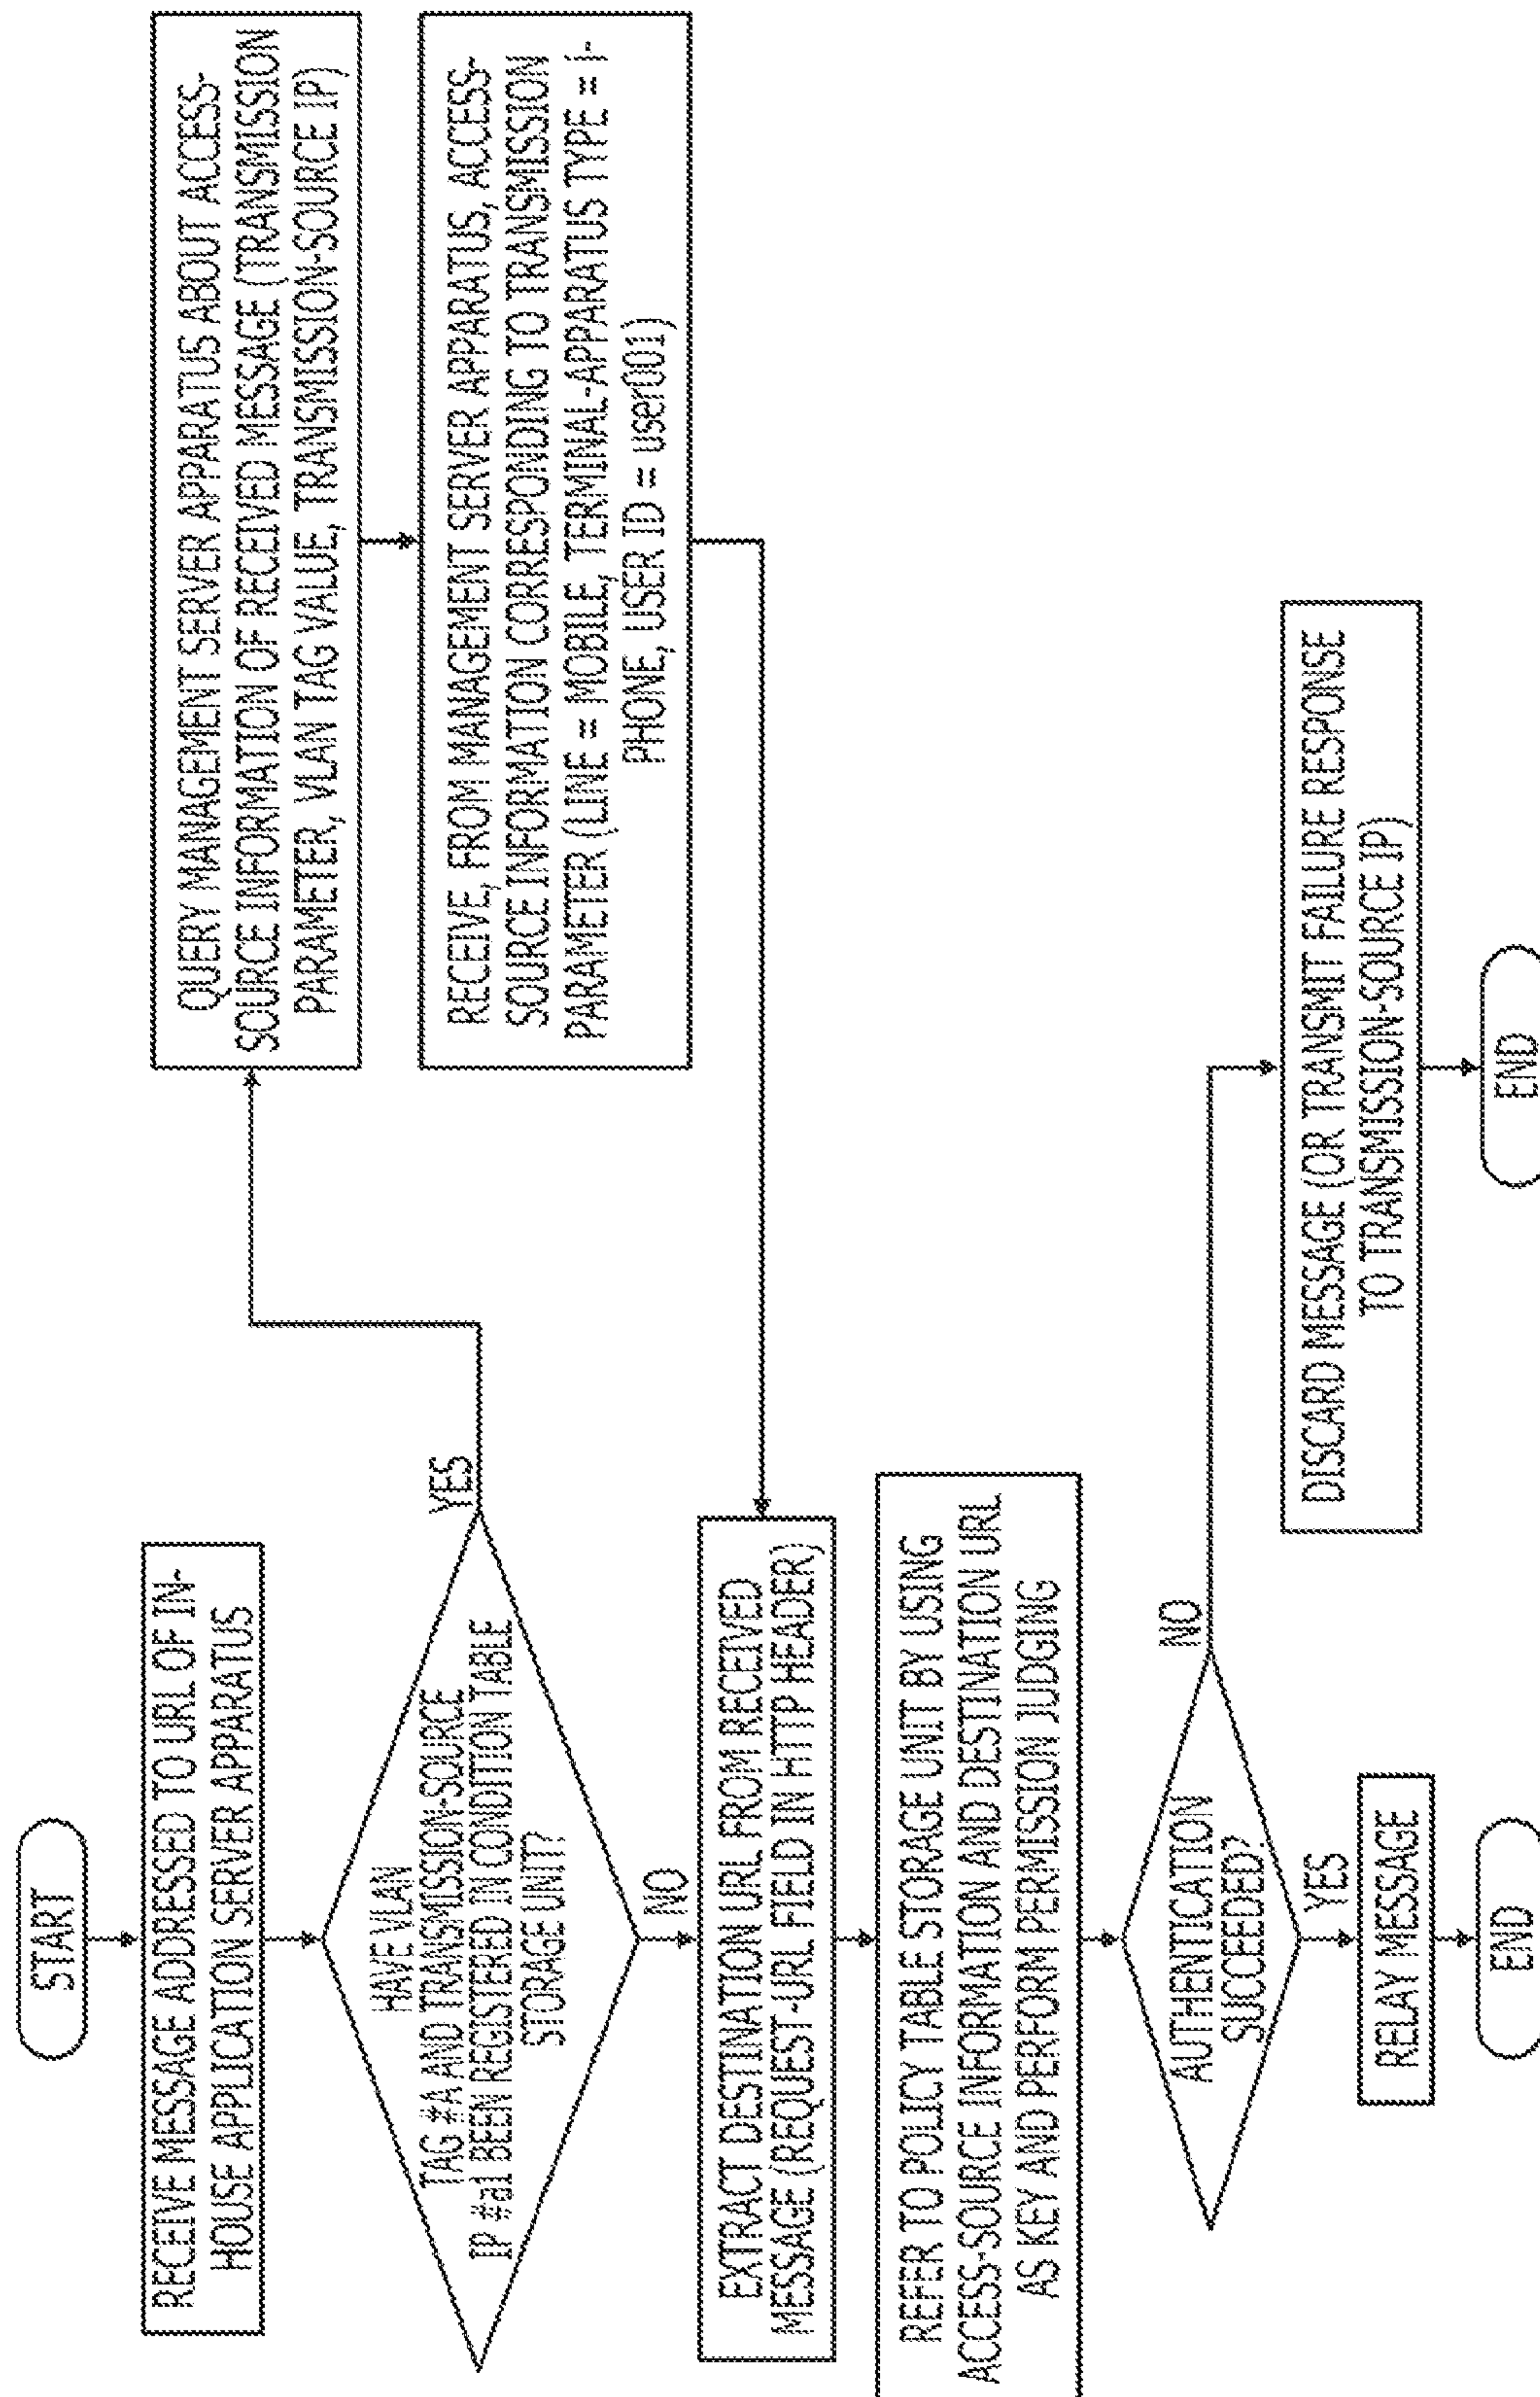 START
RECEIVE MESSAGE ADDRESSED TO URL OF IN-
HOUSE APPLICATION SERVER APPARATUS
HAVE VLAN
TAG #A AND TRANSMISSION-SOURCE
IP #a1 BEEN REGISTERED IN CONDITION TABLE
STORAGE UNIT?
YES
QUERY MANAGEMENT SERVER APPARATUS ABOUT ACCESS-
SOURCE INFORMATION OF RECEIVED MESSAGE (TRANSMISSION
PARAMETER, VLAN TAG VALUE, TRANSMISSION-SOURCE IP)
RECEIVE, FROM MANAGEMENT SERVER APPARATUS, ACCESS-
SOURCE INFORMATION CORRESPONDING TO TRANSMISSION
PARAMETER (LINE = MOBILE, TERMINAL-APPARATUS TYPE = i-
PHONE, USER ID = user001)
NO
EXTRACT DESTINATION URL FROM RECEIVED
MESSAGE (REQUEST-URL FIELD IN HTTP HEADER)
REFER TO POLICY TABLE STORAGE UNIT BY USING
ACCESS-SOURCE INFORMATION AND DESTINATION URL
AS KEY AND PERFORM PERMISSION JUDGING
AUTHENTICATION
SUCCEEDED?
NO
DISCARD MESSAGE (OR TRANSMIT FAILURE RESPONSE
TO TRANSMISSION-SOURCE IP)
END
YES
RELAY MESSAGE
END